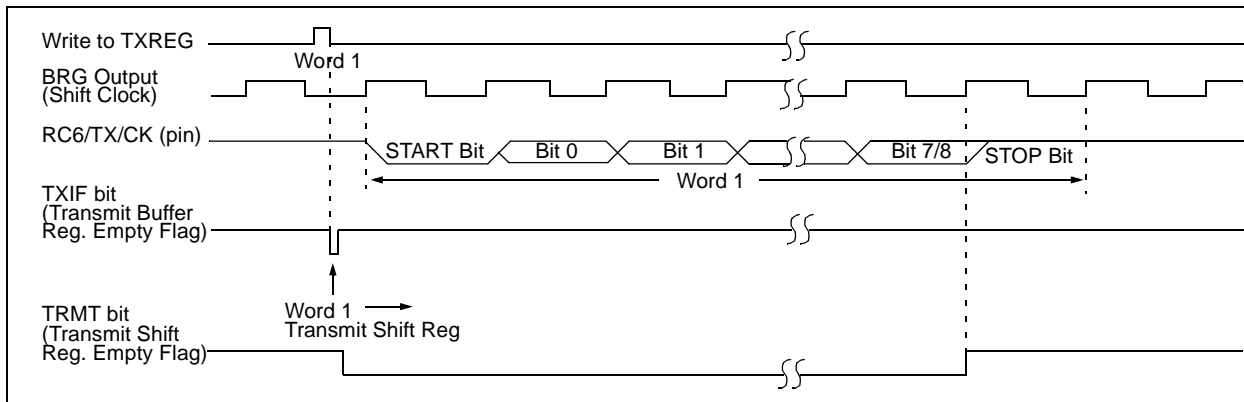 Write to TXREG
Word 1
BRG Output
(Shift Clock)
RC6/TX/CK (pin)
START Bit
Bit 0
Bit 1
Bit 7/8
STOP Bit
Word 1
TXIF bit
(Transmit Buffer
Reg. Empty Flag)
Word 1
Transmit Shift Reg
TRMT bit
(Transmit Shift
Reg. Empty Flag)